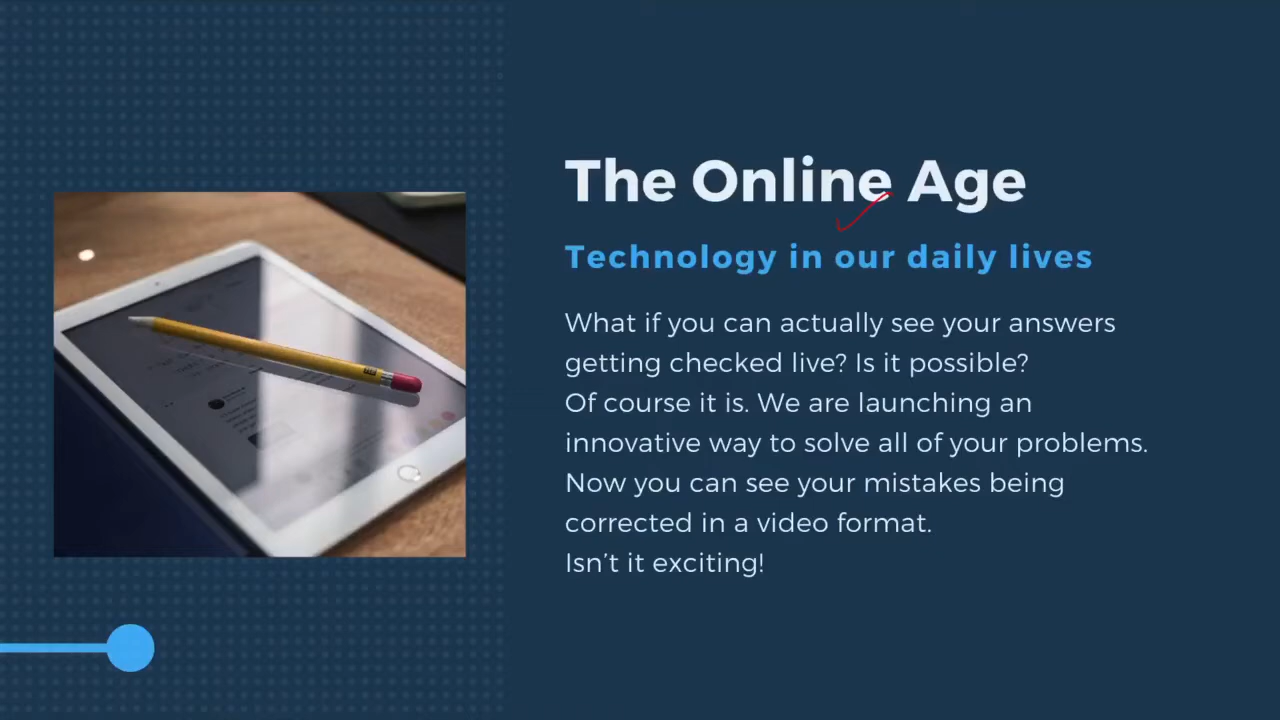 The Online Age
Technology in our daily lives
What if you can actually see your answers
getting checked live? Is it possible?
Of course it is. We are launching an
innovative way to solve all of your problems.
Now you can see your mistakes being
corrected in a video format.
Isn’t it exciting!